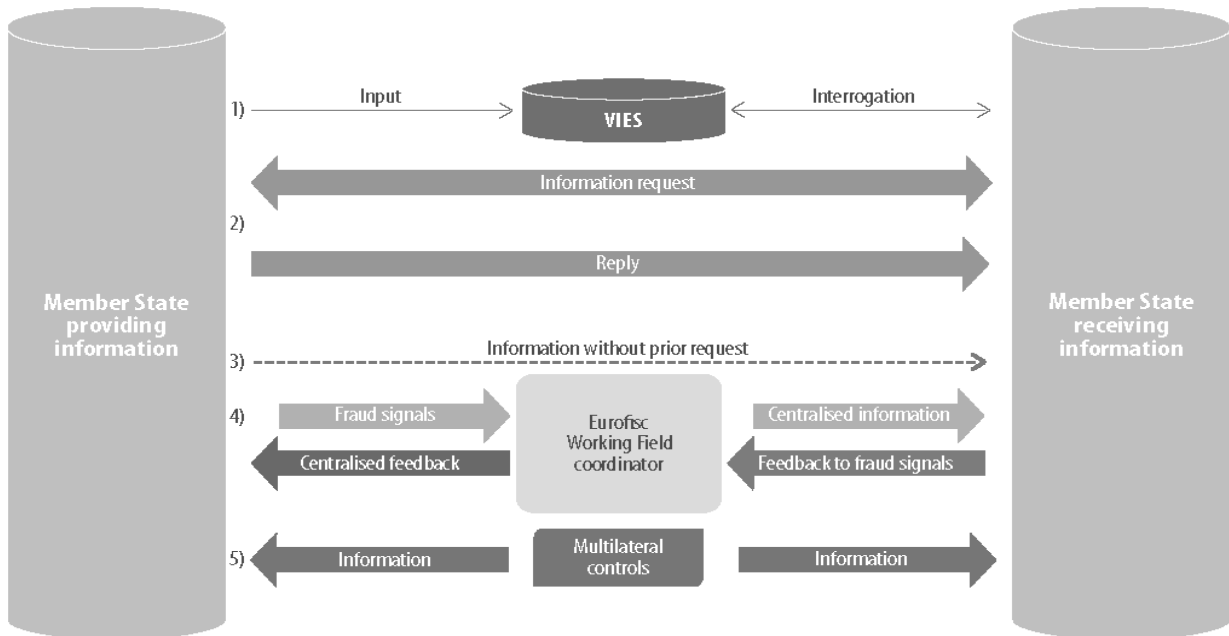 1)
Input
VIES
Interrogation
Information request
2)
Reply
Member State
providing
information
Member State
receiving
information
3)
Information without prior request
4)
Fraud signals
Eurofisc
Working Field
coordinator
Centralised information
Centralised feedback
Feedback to fraud signals
5)
Information
Multilateral
controls
Information